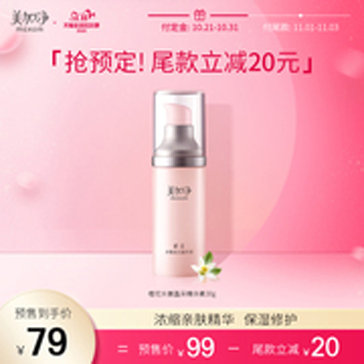 美加净
MAXAM
付定金: 10.21-10.31
付尾款: 11.01-11.03
「抢预定! 尾款立减20元」
美加净
浓缩亲肤精华 保湿修护
预售到手价
¥79 = 预售价¥99 - 尾款立减¥20